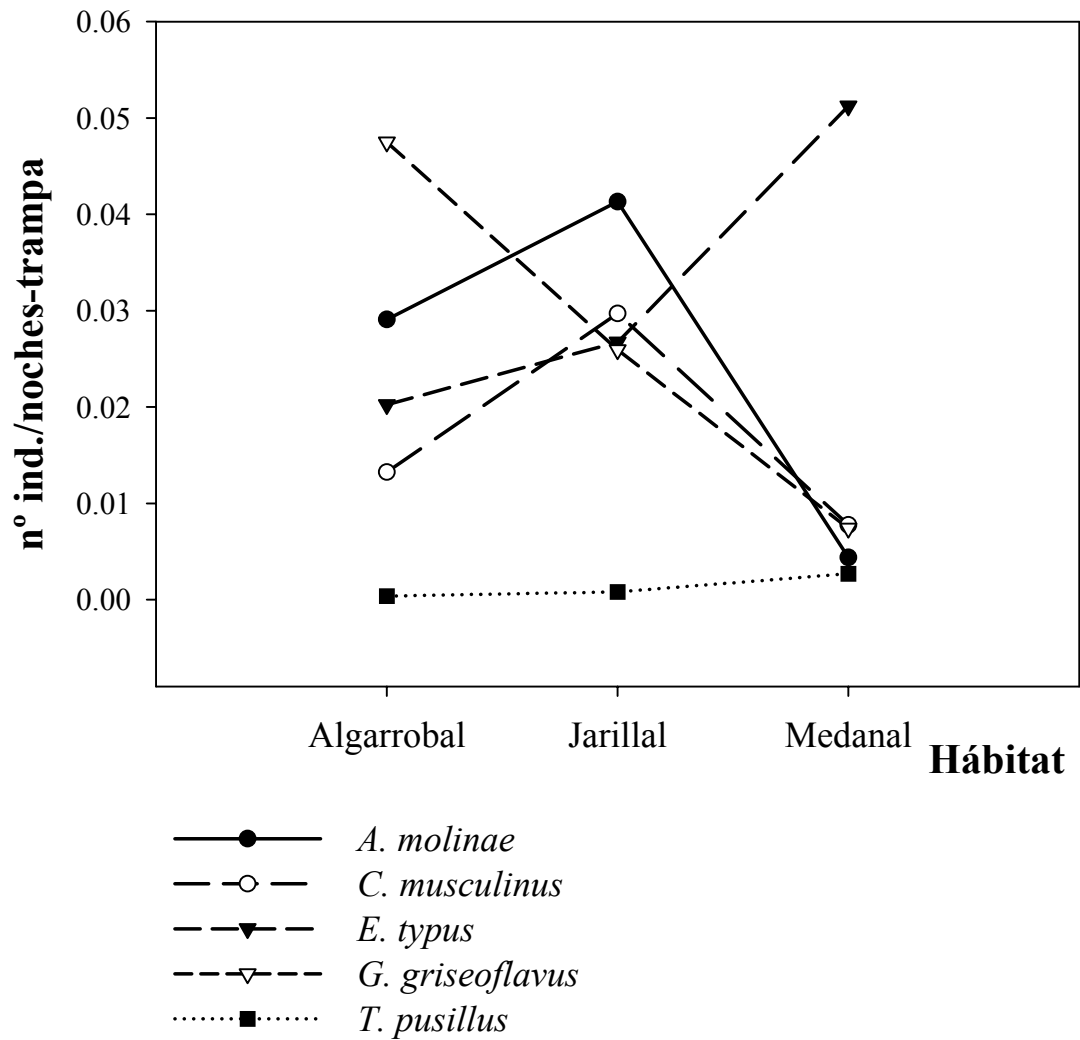 nº ind./noches-trampa
0.06
0.05
0.04
0.03
0.02
0.01
0.00
Algarrobal Jarillal Medanal
Hábitat
A. molinae
C. musculinus
E. typus
G. griseoflavus
T. pusillus